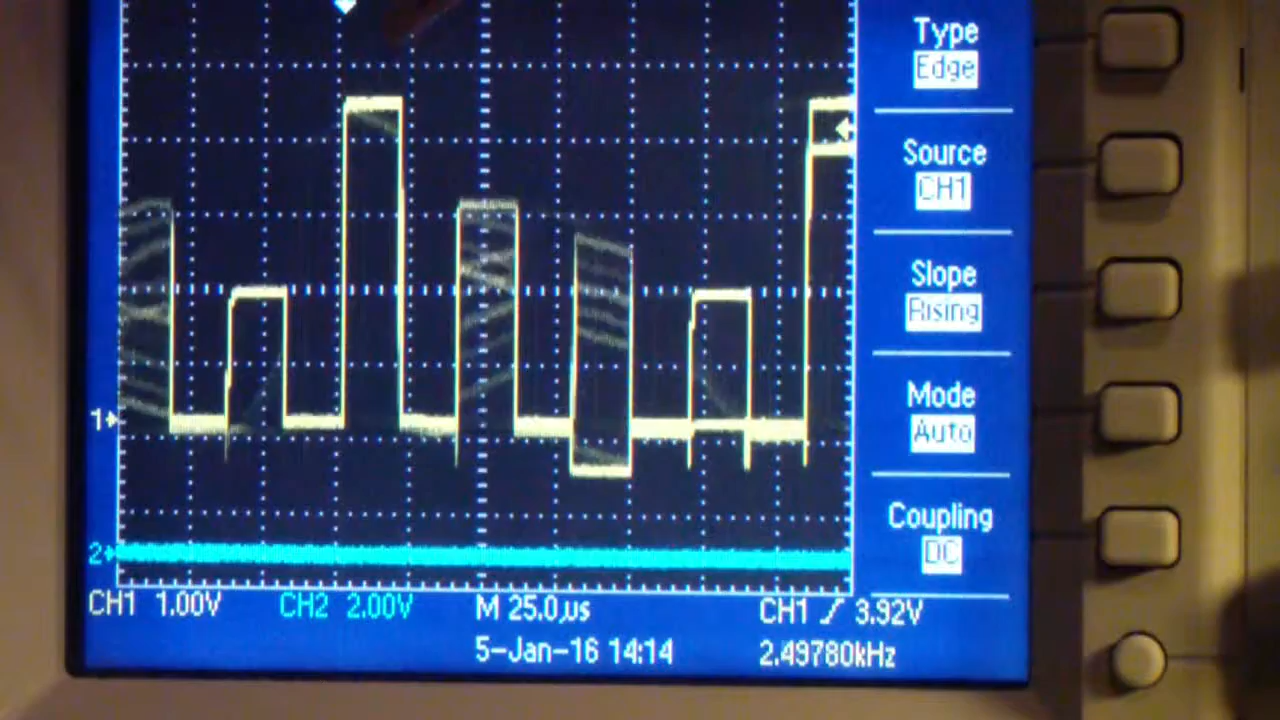 Type
Edge
Source
CH1
Slope
Rising
Mode
Auto
Coupling
DC
1
2
CH1 1.00V CH2 2.00V M 25.0µs CH1 / 3.92V
5-Jan-16 14:14 2.49780kHz